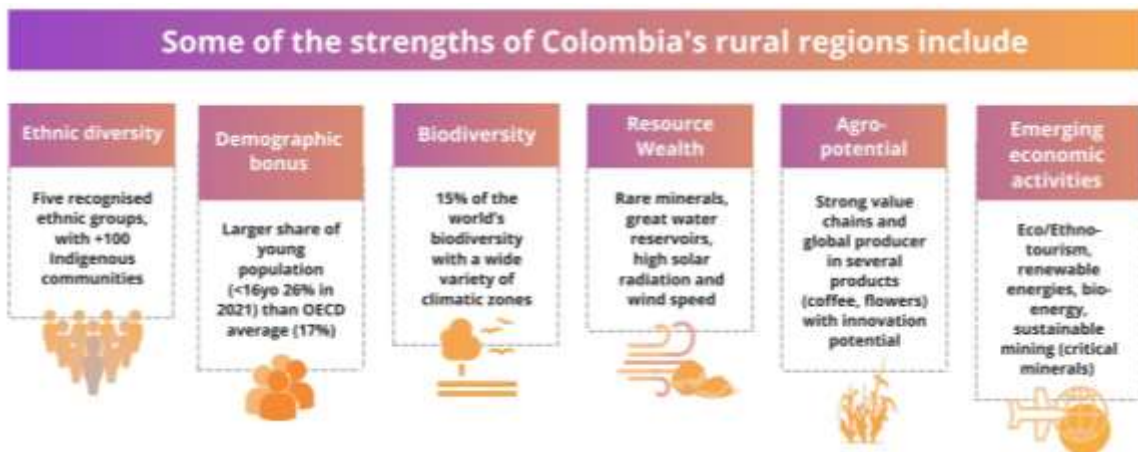 Some of the strengths of Colombia's rural regions include
Ethnic diversity
Five recognised
ethnic groups,
with +100
Indigenous
communities
Demographic
bonus
Larger share of
young
population
(<16yo 26% in
2021) than OECD
average (17%)
Biodiversity
15% of the
world's
biodiversity
with a wide
variety of
climatic zones
Resource
Wealth
Rare minerals,
great water
reservoirs,
high solar
radiation and
wind speed
Agro-
potential
Strong value
chains and
global producer
in several
products
(coffee, flowers)
with innovation
potential
Emerging
economic
activities
Eco/Ethno-
tourism,
renewable
energies, bio-
energy,
sustainable
mining (critical
minerals)